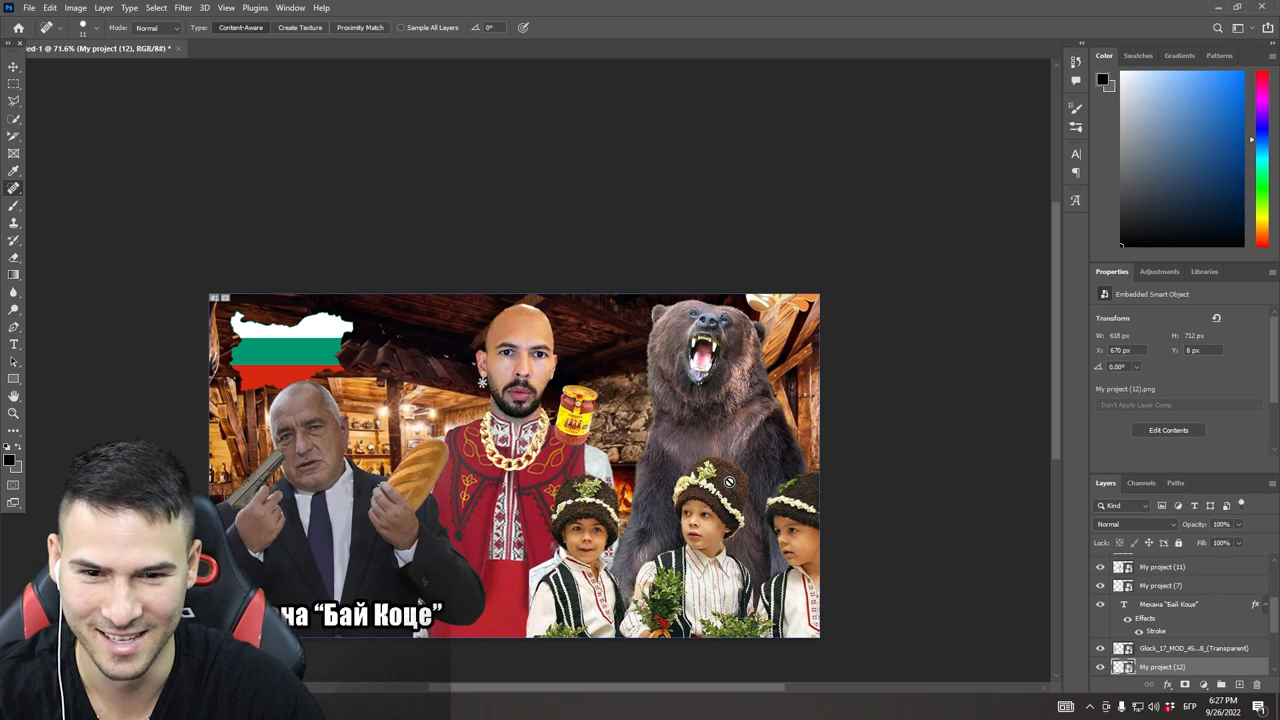 Ps File Edit Image Layer Type Select Filter 3D View Plugins Window Help
11 Mode: Normal Type: Content-Aware Create Texture Proximity Match Sample All Layers 0°
ed-1 @ 71.6% (My project (12), RGB/8#) *
Color Swatches Gradients Patterns
Properties Adjustments Libraries
Embedded Smart Object
Transform
W: 618 px H: 712 px
X: 670 px Y: 8 px
0.00°
My project (12).png
Don't Apply Layer Comp
Edit Contents
Layers Channels Paths
Kind
Normal Opacity: 100%
Lock: Fill: 100%
My project (11)
My project (7)
Механа "Бай Коце" fx
Effects
Stroke
Glock_17_MOD_45...8_(Transparent)
My project (12)
на “Бай Коце”
БГР
6:27 PM
9/26/2022